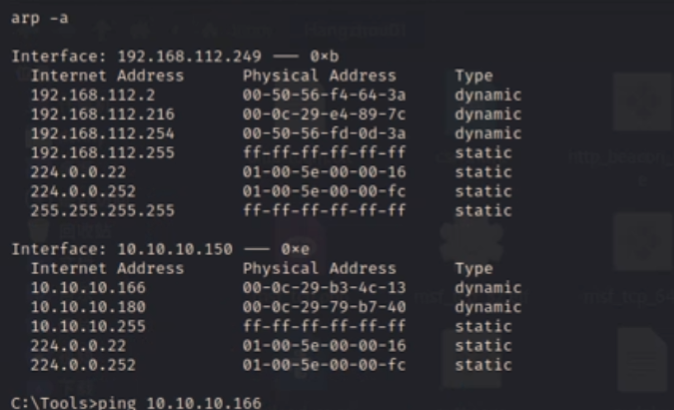 arp -a
Interface: 192.168.112.249 --- 0×b
Internet Address Physical Address Type
192.168.112.2 00-50-56-f4-64-3a dynamic
192.168.112.216 00-0c-29-e4-89-7c dynamic
192.168.112.254 00-50-56-fd-0d-3a dynamic
192.168.112.255 ff-ff-ff-ff-ff-ff static
224.0.0.22 01-00-5e-00-00-16 static
224.0.0.252 01-00-5e-00-00-fc static
255.255.255.255 ff-ff-ff-ff-ff-ff static
Interface: 10.10.10.150 --- 0×e
Internet Address Physical Address Type
10.10.10.166 00-0c-29-b3-4c-13 dynamic
10.10.10.180 00-0c-29-79-b7-40 dynamic
10.10.10.255 ff-ff-ff-ff-ff-ff static
224.0.0.22 01-00-5e-00-00-16 static
224.0.0.252 01-00-5e-00-00-fc static
C:\Tools>ping 10.10.10.166